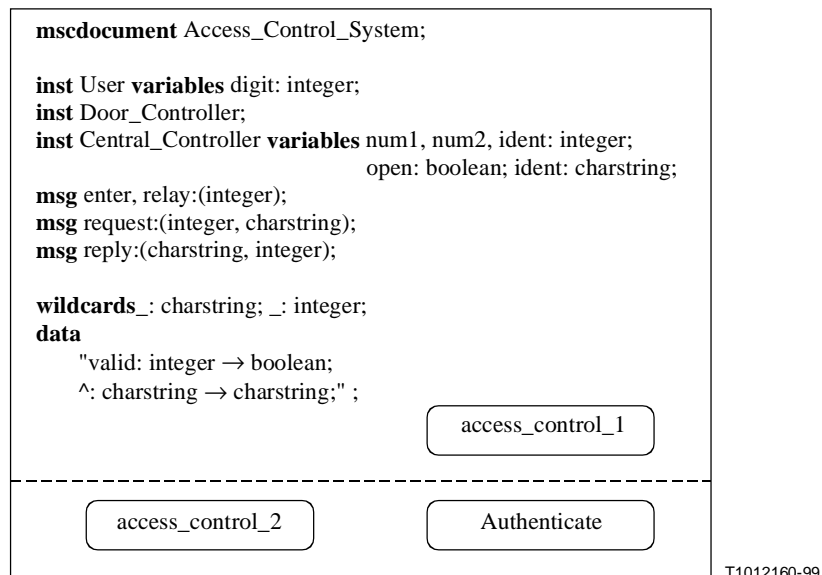 mscdocument Access_Control_System;
inst User variables digit: integer;
inst Door_Controller;
inst Central_Controller variables num1, num2, ident: integer;
open: boolean; ident: charstring;
msg enter, relay:(integer);
msg request:(integer, charstring);
msg reply:(charstring, integer);
wildcards_: charstring; _: integer;
data
"valid: integer → boolean;
^: charstring → charstring;" ;
access_control_1
access_control_2
Authenticate
T1012160-99